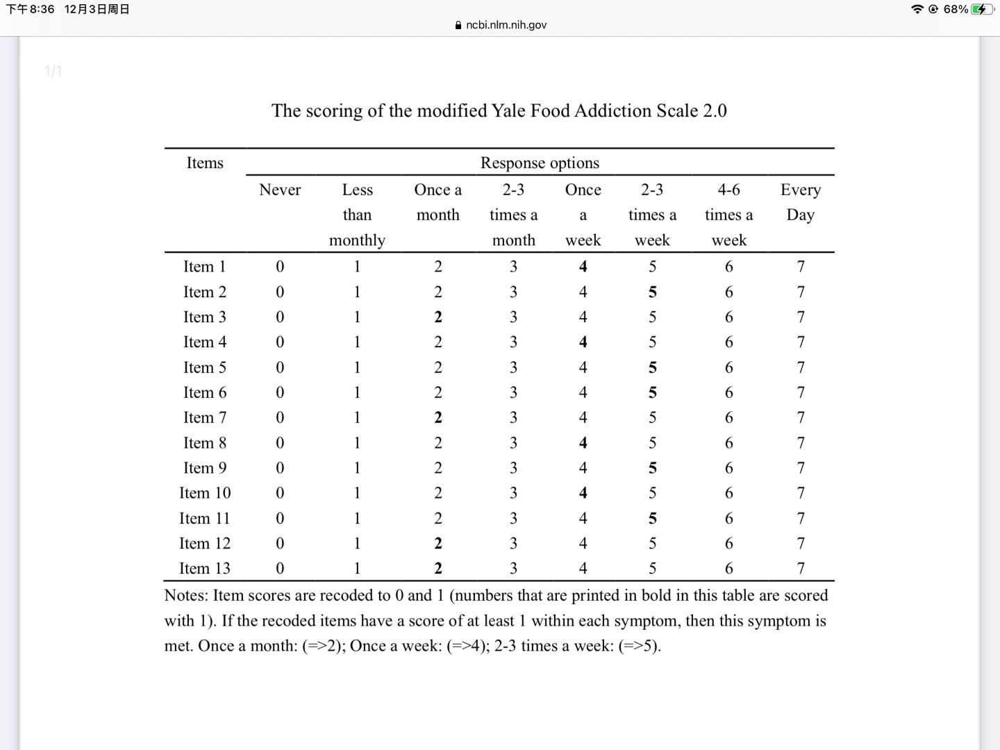 下午8:36 12月3日周日
68%
ncbi.nlm.nih.gov
1/1
The scoring of the modified Yale Food Addiction Scale 2.0
Items Response options
Never Less than monthly Once a month 2-3 times a month Once a week 2-3 times a week 4-6 times a week Every Day
Item 1 0 1 2 3 4 5 6 7
Item 2 0 1 2 3 4 5 6 7
Item 3 0 1 2 3 4 5 6 7
Item 4 0 1 2 3 4 5 6 7
Item 5 0 1 2 3 4 5 6 7
Item 6 0 1 2 3 4 5 6 7
Item 7 0 1 2 3 4 5 6 7
Item 8 0 1 2 3 4 5 6 7
Item 9 0 1 2 3 4 5 6 7
Item 10 0 1 2 3 4 5 6 7
Item 11 0 1 2 3 4 5 6 7
Item 12 0 1 2 3 4 5 6 7
Item 13 0 1 2 3 4 5 6 7
Notes: Item scores are recoded to 0 and 1 (numbers that are printed in bold in this table are scored
with 1). If the recoded items have a score of at least 1 within each symptom, then this symptom is
met. Once a month: (=>2); Once a week: (=>4); 2-3 times a week: (=>5).